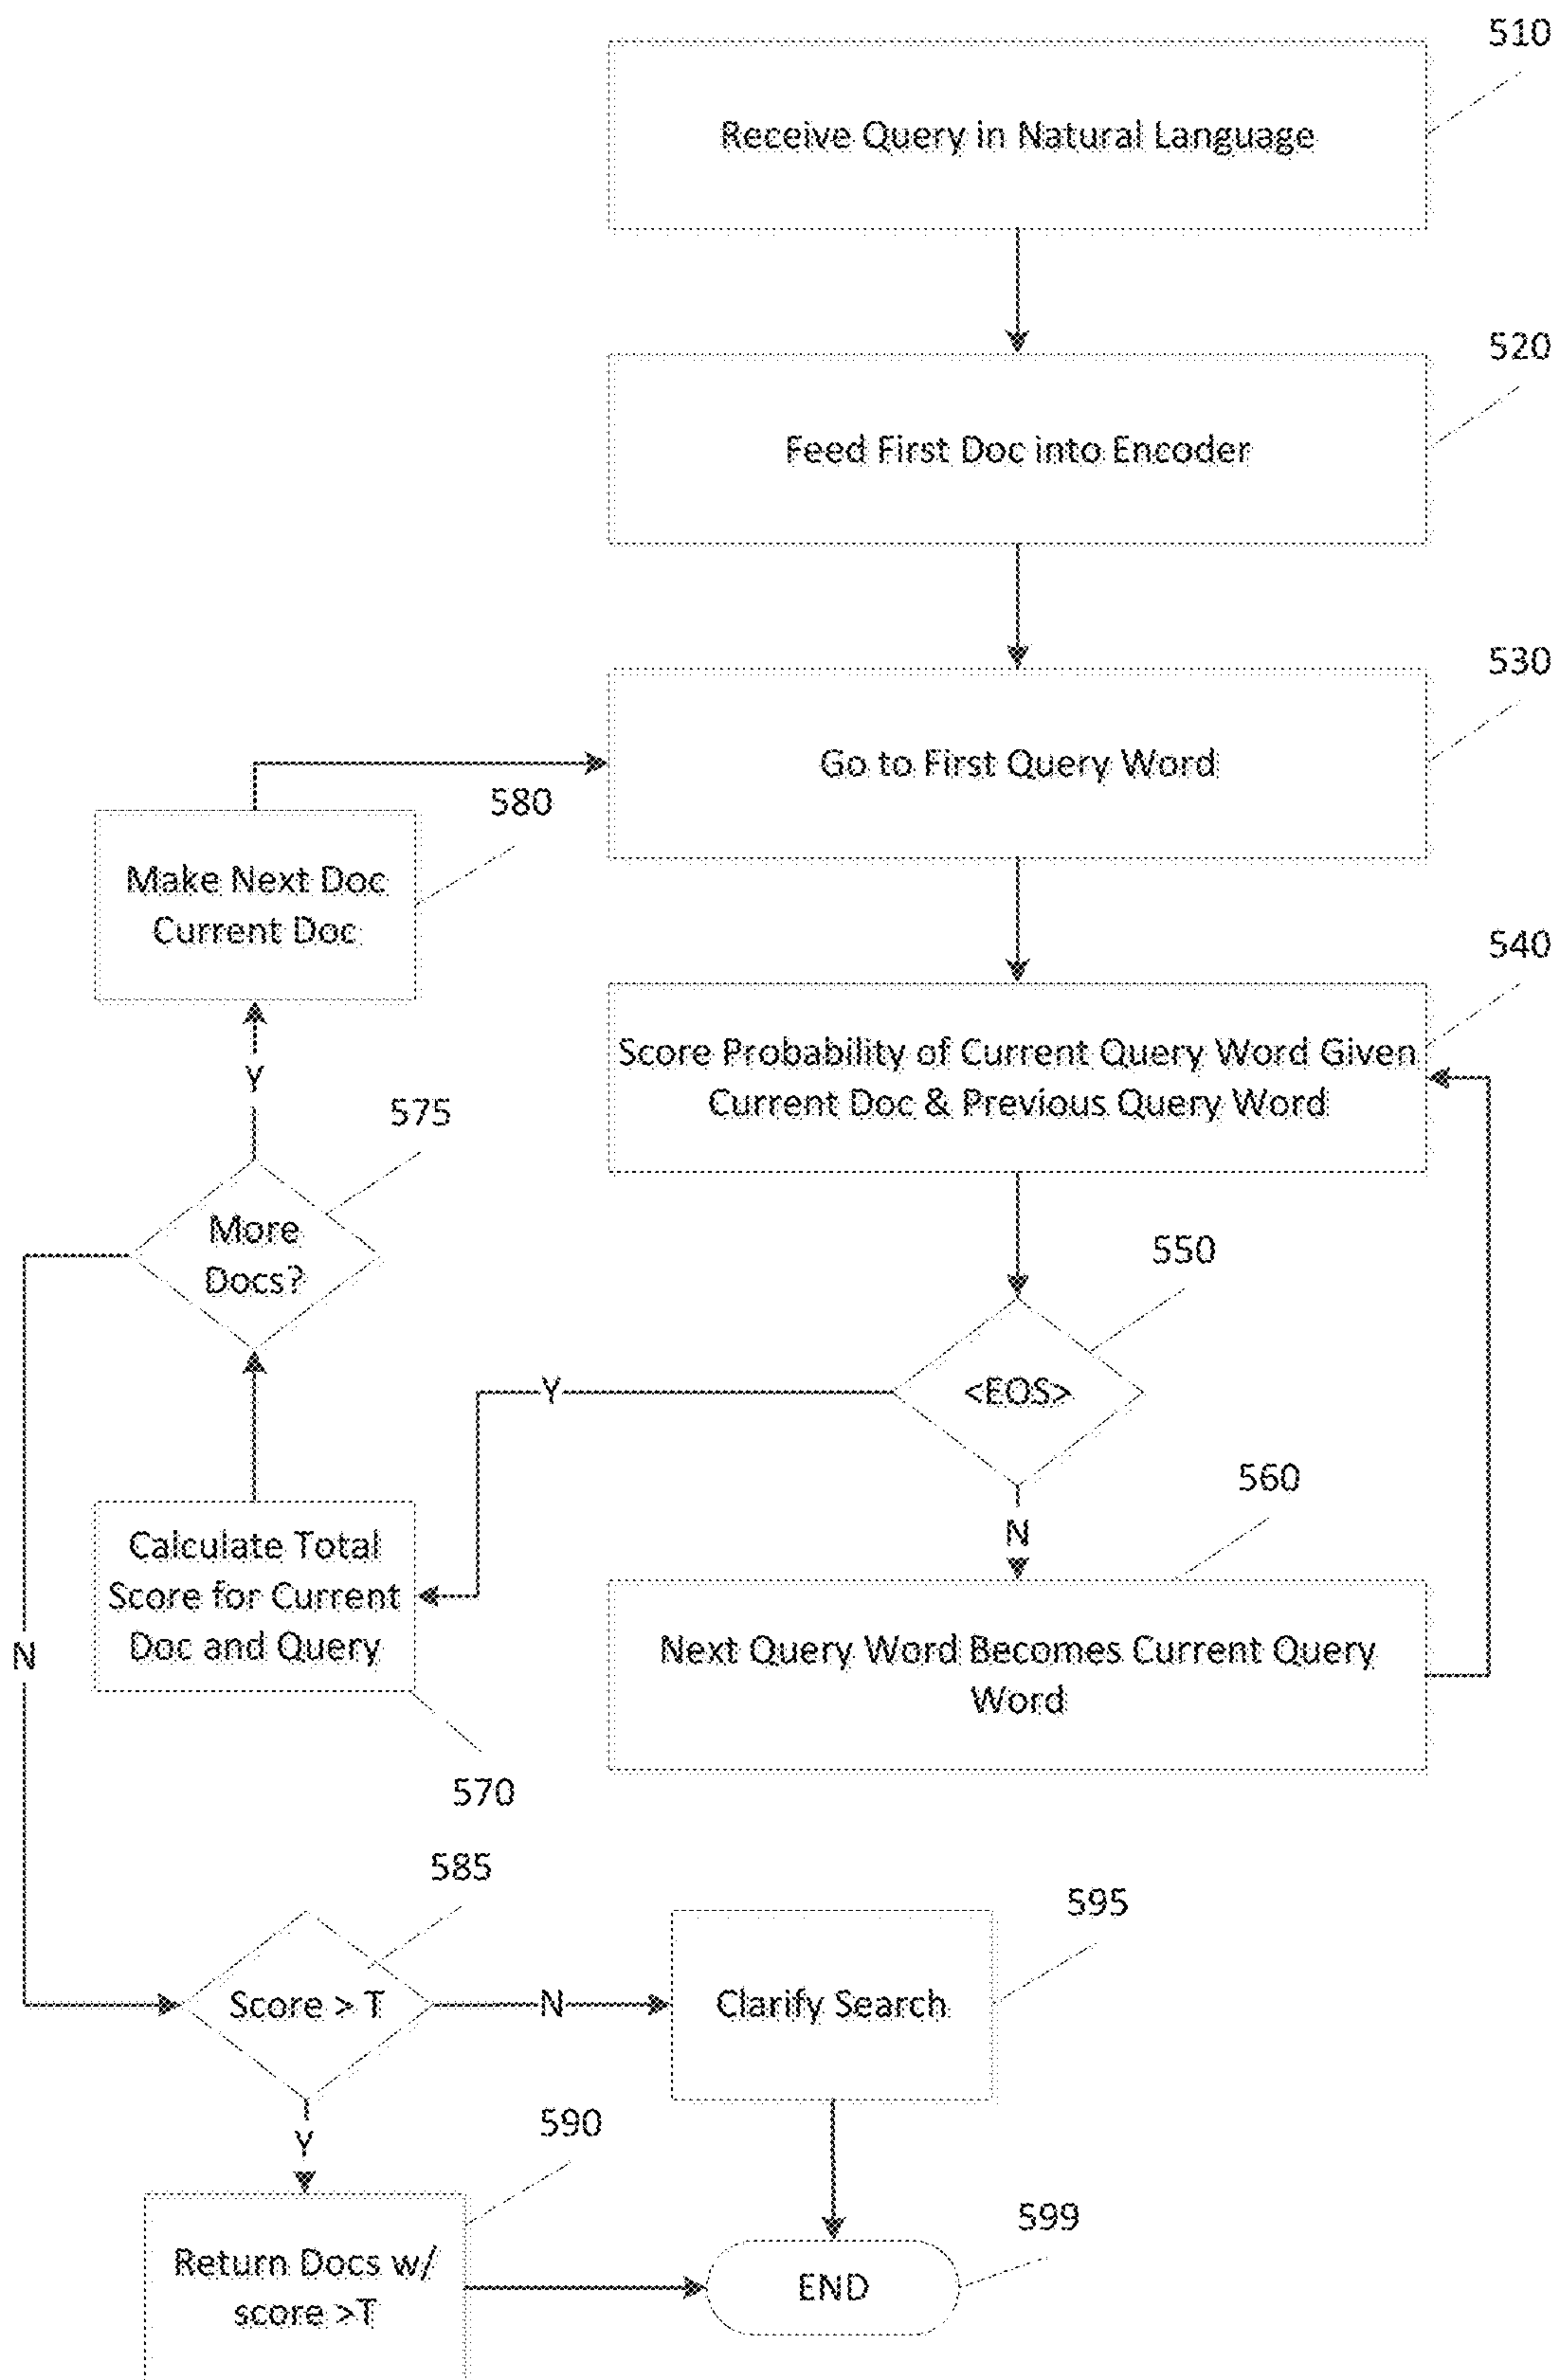 510
Receive Query in Natural Language
520
Feed First Doc into Encoder
530
Go to First Query Word
580
Make Next Doc
Current Doc
540
Score Probability of Current Query Word Given
Current Doc & Previous Query Word
Y
575
More
Docs?
550
<EOS>
Y
560
N
Calculate Total
Score for Current
Doc and Query
N
Next Query Word Becomes Current Query
Word
570
585
595
Score > T
N
Clarify Search
Y
590
599
Return Docs w/
score >T
END